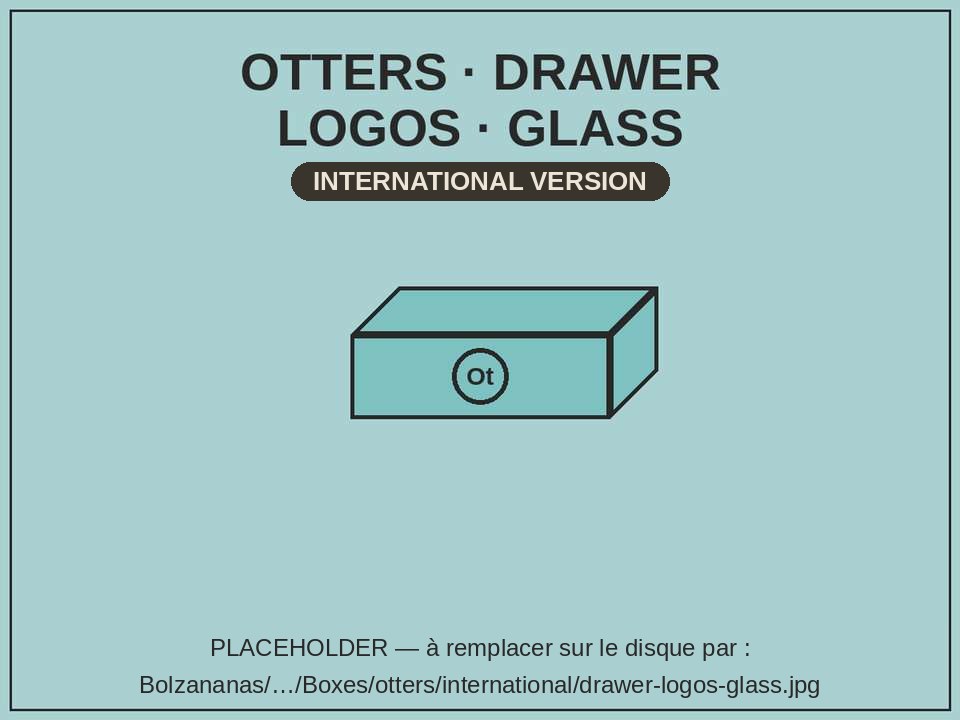 OTTERS · DRAWER
LOGOS · GLASS
INTERNATIONAL VERSION
Ot
PLACEHOLDER — à remplacer sur le disque par :
Bolzananas/…/Boxes/otters/international/drawer-logos-glass.jpg